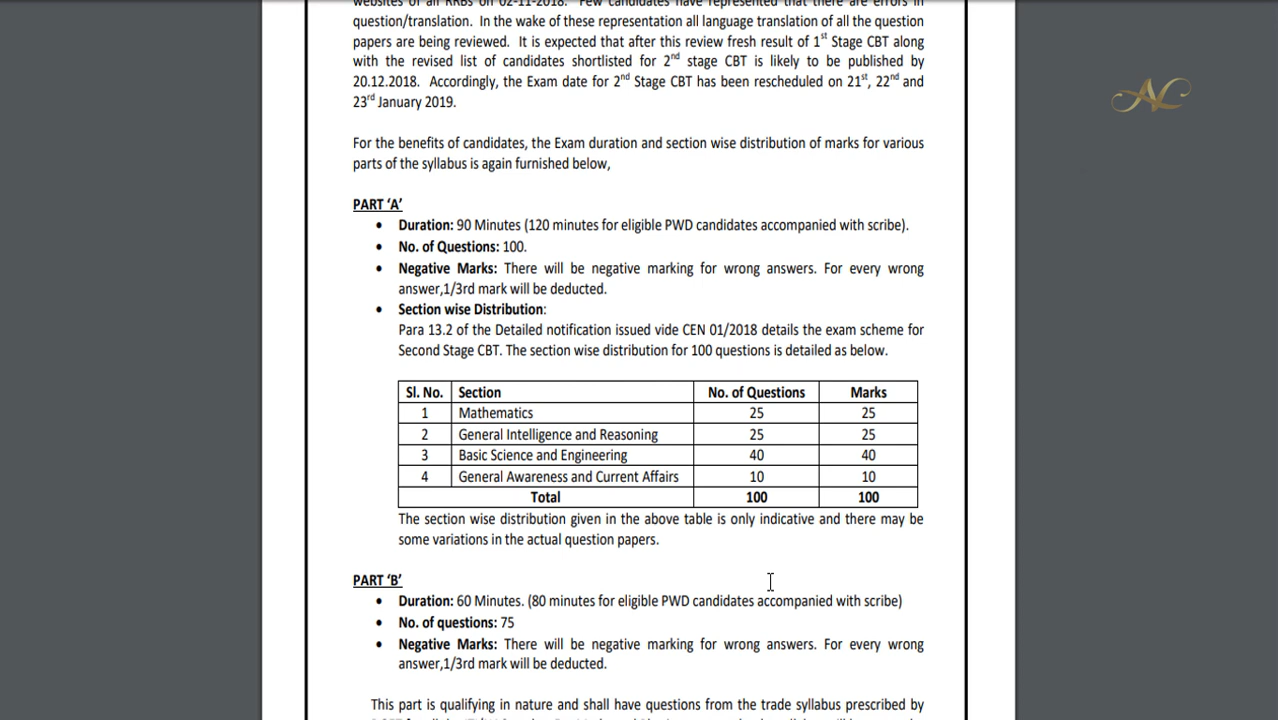 websites of all RRBs on 02-11-2018. Few candidates have represented that there are errors in
question/translation. In the wake of these representation all language translation of all the question
papers are being reviewed. It is expected that after this review fresh result of 1st Stage CBT along
with the revised list of candidates shortlisted for 2nd stage CBT is likely to be published by
20.12.2018. Accordingly, the Exam date for 2nd Stage CBT has been rescheduled on 21st, 22nd and
23rd January 2019.
AC
For the benefits of candidates, the Exam duration and section wise distribution of marks for various
parts of the syllabus is again furnished below,
PART ‘A’
• Duration: 90 Minutes (120 minutes for eligible PWD candidates accompanied with scribe).
• No. of Questions: 100.
• Negative Marks: There will be negative marking for wrong answers. For every wrong
answer,1/3rd mark will be deducted.
• Section wise Distribution:
Para 13.2 of the Detailed notification issued vide CEN 01/2018 details the exam scheme for
Second Stage CBT. The section wise distribution for 100 questions is detailed as below.
Sl. No. Section No. of Questions Marks
1 Mathematics 25 25
2 General Intelligence and Reasoning 25 25
3 Basic Science and Engineering 40 40
4 General Awareness and Current Affairs 10 10
Total 100 100
The section wise distribution given in the above table is only indicative and there may be
some variations in the actual question papers.
PART ‘B’
• Duration: 60 Minutes. (80 minutes for eligible PWD candidates accompanied with scribe)
• No. of questions: 75
• Negative Marks: There will be negative marking for wrong answers. For every wrong
answer,1/3rd mark will be deducted.
This part is qualifying in nature and shall have questions from the trade syllabus prescribed by